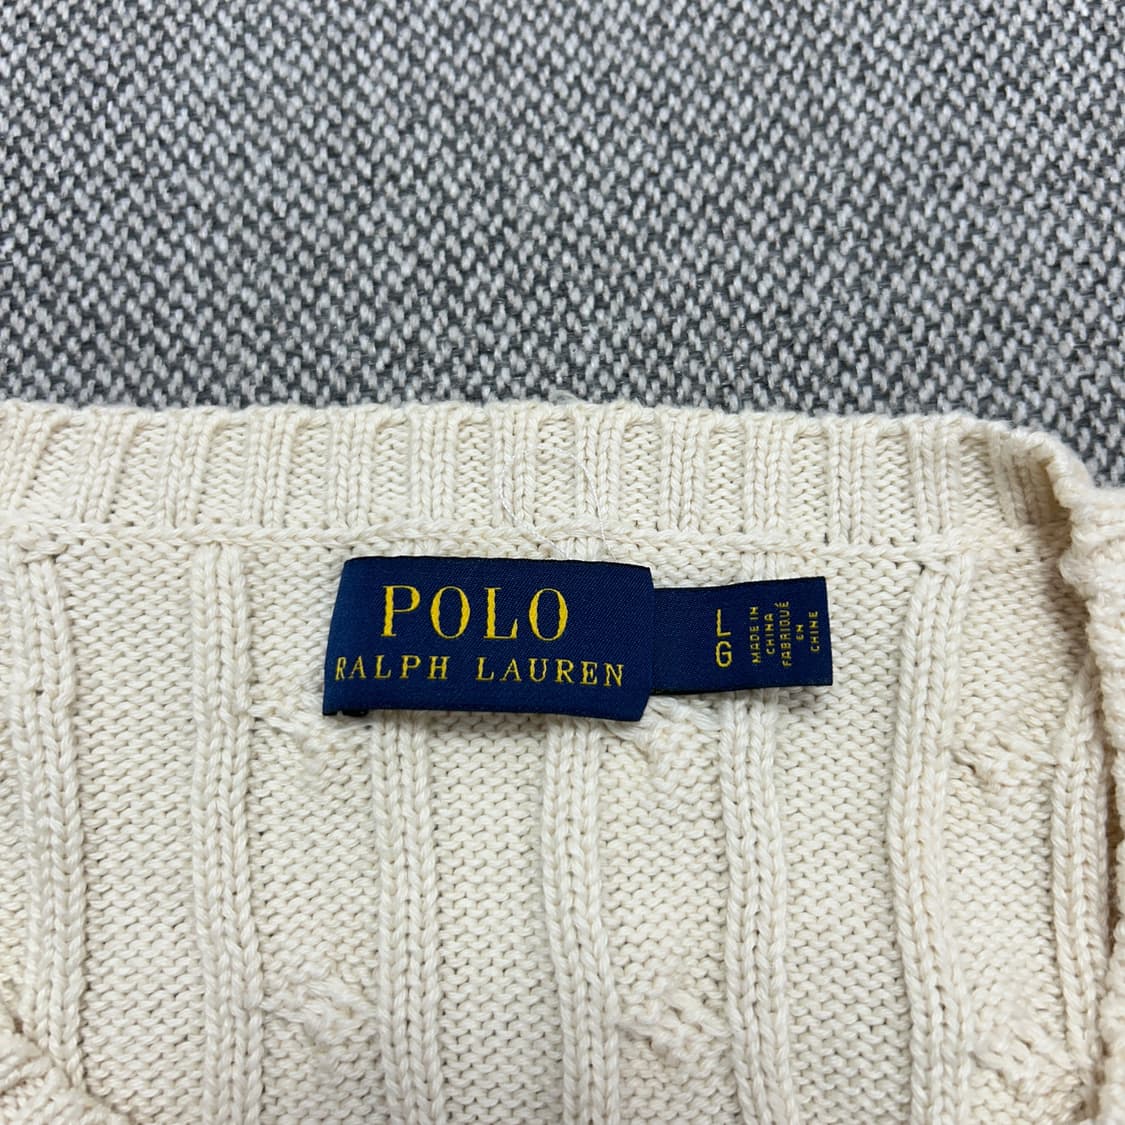 POLO
RALPH LAUREN
L
G
MADE IN
CHINA
FABRIQUÉ
EN
CHINE